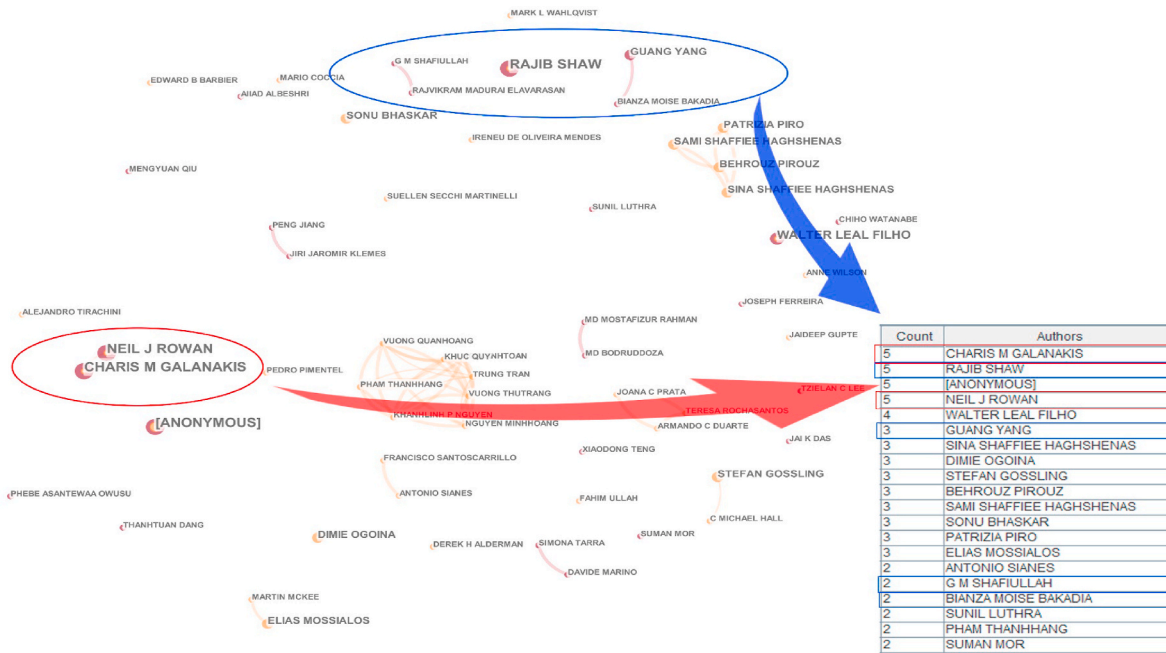 MARK L WAHLQVIST
GUANG YANG
G M SHAFIULLAH
RAJIB SHAW
EDWARD B BARBIER
MARIO COCCIA
AIIAD ALBESHRI
RAJVIKRAM MADURAI ELAVARASAN
BIANZA MOISE BAKADIA
SONU BHASKAR
PATRIZIA PIRO
IRENEU DE OLIVEIRA MENDES
SAMI SHAFFIEE HAGHSHENAS
BEHROUZ PIROUZ
MENGYUAN QIU
SINA SHAFFIEE HAGHSHENAS
SUELLEN SECCHI MARTINELLI
SUNIL LUTHRA
CHIHO WATANABE
PENG JIANG
WALTER LEAL FILHO
JIRI JAROMIR KLEMES
ANNE WILSON
JOSEPH FERREIRA
ALEJANDRO TIRACHINI
MD MOSTAFIZUR RAHMAN
JAIDEEP GUPTE
VUONG QUANHOANG
NEIL J ROWAN
KHUC QUYHHTOAN
MD BODRUDDOZA
CHARIS M GALANAKIS
PEDRO PIMENTEL
TRUNG TRAN
PHAM THANHHANG
VUONG THUTRANG
JOANA C PRATA
TZIELAN C LEE
KHANHLINH P NGUYEN
TERESA ROCHASANTOS
[ANONYMOUS]
NGUYEN MINHHOANG
ARMANDO C DUARTE
JAI K DAS
XIAODONG TENG
FRANCISCO SANTOSCARRILLO
STEFAN GOSSLING
PHEBE ASANTEWAA OWUSU
ANTONIO SIANES
FAHIM ULLAH
C MICHAEL HALL
THANHTUAN DANG
DIMIE OGOINA
DEREK H ALDERMAN
SIMONA TARRA
SUMAN MOR
DAVIDE MARINO
MARTIN MCKEE
ELIAS MOSSIALOS
Count Authors
5 CHARIS M GALANAKIS
5 RAJIB SHAW
5 [ANONYMOUS]
5 NEIL J ROWAN
4 WALTER LEAL FILHO
3 GUANG YANG
3 SINA SHAFFIEE HAGHSHENAS
3 DIMIE OGOINA
3 STEFAN GOSSLING
3 BEHROUZ PIROUZ
3 SAMI SHAFFIEE HAGHSHENAS
3 SONU BHASKAR
3 PATRIZIA PIRO
3 ELIAS MOSSIALOS
2 ANTONIO SIANES
2 G M SHAFIULLAH
2 BIANZA MOISE BAKADIA
2 SUNIL LUTHRA
2 PHAM THANHHANG
2 SUMAN MOR